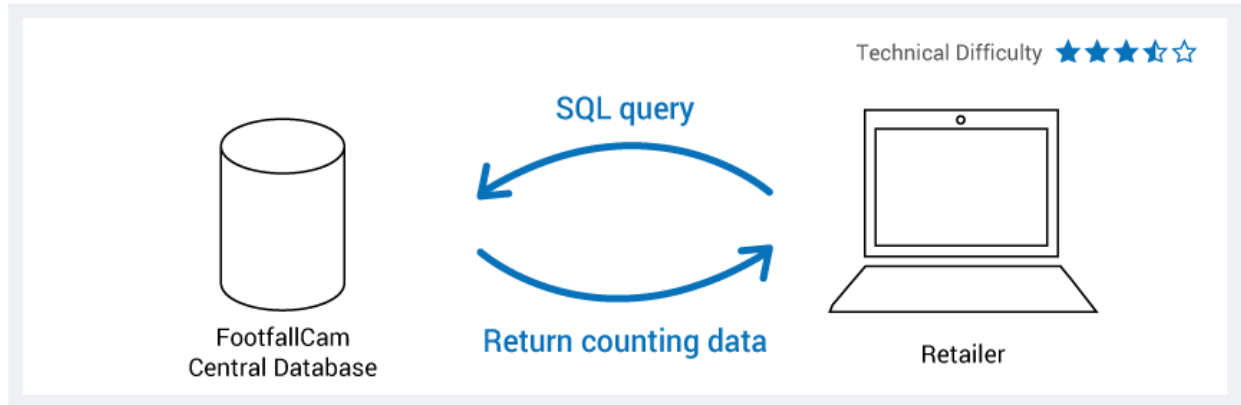 Technical Difficulty
SQL query
FootfallCam
Central Database
Return counting data
Retailer